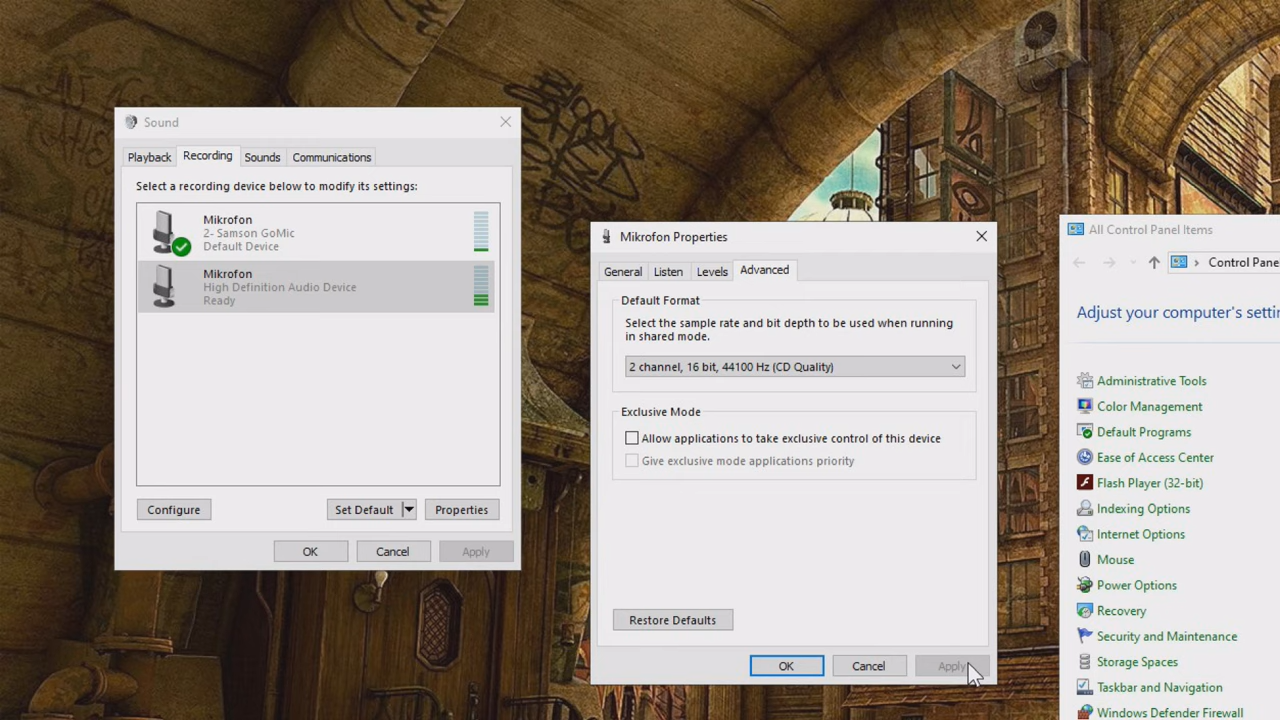 Sound
Playback
Recording
Sounds
Communications
Select a recording device below to modify its settings:
Mikrofon
2- Samson GoMic
Default Device
Mikrofon
High Definition Audio Device
Ready
Configure
Set Default
Properties
OK
Cancel
Apply
Mikrofon Properties
General
Listen
Levels
Advanced
Default Format
Select the sample rate and bit depth to be used when running
in shared mode.
2 channel, 16 bit, 44100 Hz (CD Quality)
Exclusive Mode
Allow applications to take exclusive control of this device
Give exclusive mode applications priority
Restore Defaults
OK
Cancel
Apply
All Control Panel Items
Control Pane
Adjust your computer's settin
Administrative Tools
Color Management
Default Programs
Ease of Access Center
Flash Player (32-bit)
Indexing Options
Internet Options
Mouse
Power Options
Recovery
Security and Maintenance
Storage Spaces
Taskbar and Navigation
Windows Defender Firewall